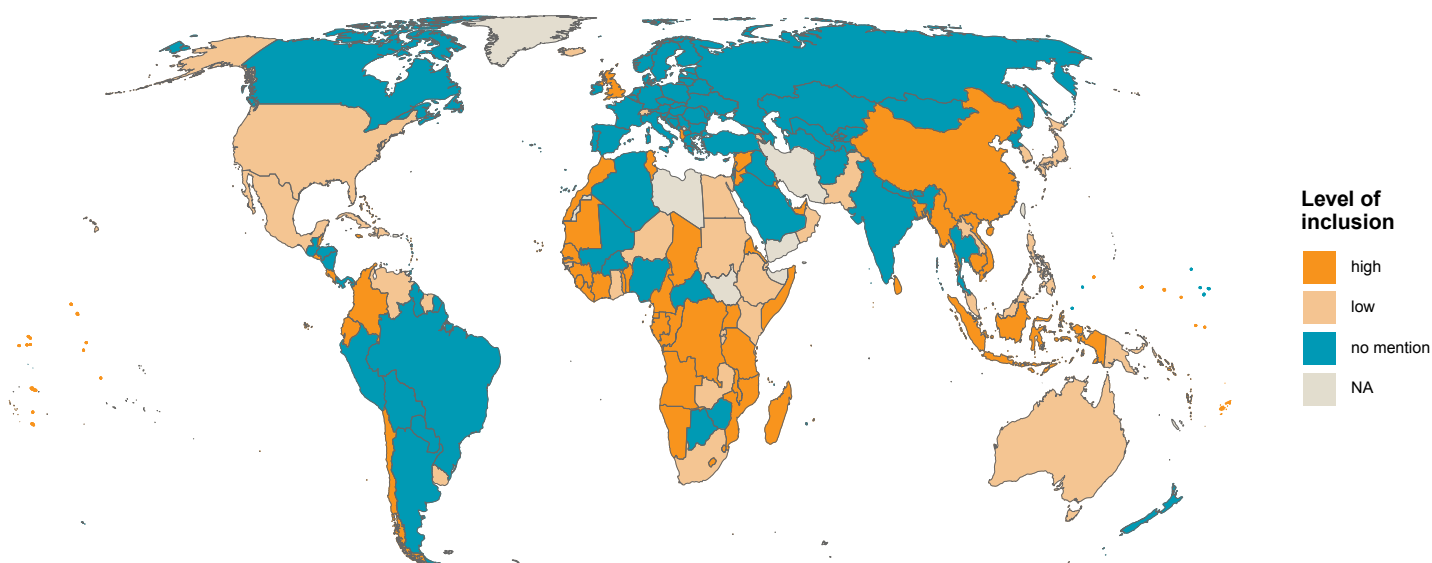 Level of
inclusion
high
low
no mention
NA